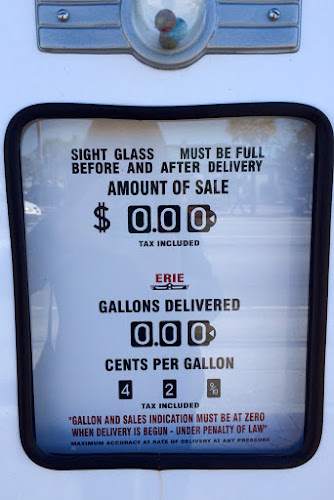 SIGHT GLASS MUST BE FULL
BEFORE AND AFTER DELIVERY
AMOUNT OF SALE
$ 0.00
TAX INCLUDED
ERIE
GALLONS DELIVERED
0.00
CENTS PER GALLON
4 2 9/10
TAX INCLUDED
"GALLON AND SALES INDICATION MUST BE AT ZERO
WHEN DELIVERY IS BEGUN - UNDER PENALTY OF LAW"
MAXIMUM ACCURACY AT RATE OF DELIVERY AT ANY PRESSURE